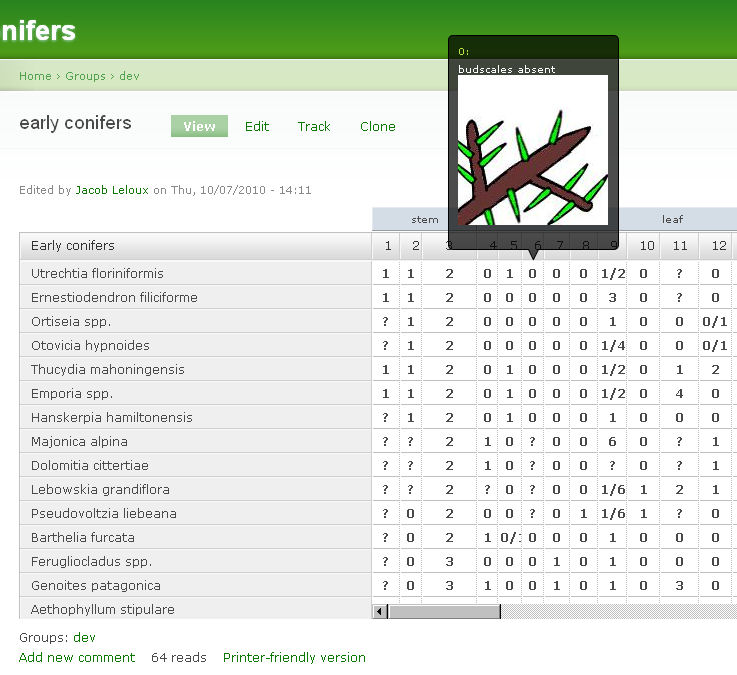 nifers
Home › Groups › dev
early conifers View Edit Track Clone
0:
budscales absent
Edited by Jacob Leloux on Thu, 10/07/2010 - 14:11
stem leaf
Early conifers 1 2 3 4 5 6 7 8 9 10 11 12
Utrechtia floriniformis 1 1 2 0 1 0 0 0 1/2 0 ? 0
Ernestiodendron filiciforme 1 1 2 0 0 0 0 0 3 0 ? 0
Ortiseia spp. ? 1 2 0 0 0 0 0 1 0 0 0/1
Otovicia hypnoides ? 1 2 0 0 0 0 0 1/4 0 0 0/1
Thucydia mahoningensis 1 1 2 0 1 0 0 0 1/2 0 1 2
Emporia spp. 1 1 2 0 1 0 0 0 1/2 0 4 0
Hanskerpia hamiltonensis ? 1 2 0 1 0 0 0 1 0 0 0
Majonica alpina ? ? 2 1 0 ? 0 0 6 0 ? 1
Dolomitia cittertiae ? ? 2 1 0 ? 0 0 ? 0 ? 1
Lebowskia grandiflora ? ? 2 ? 0 ? 0 0 1/6 1 2 1
Pseudovoltzia liebeana ? 0 2 0 0 ? 0 1 1/6 1 ? 0
Barthelia furcata ? 0 2 1 0/1 0 0 0 1 0 0 0
Ferugliocladus spp. ? 0 3 0 0 0 1 0 1 0 0 0
Genoites patagonica ? 0 3 1 0 0 1 0 1 0 3 0
Aethophyllum stipulare
Groups: dev
Add new comment 64 reads Printer-friendly version